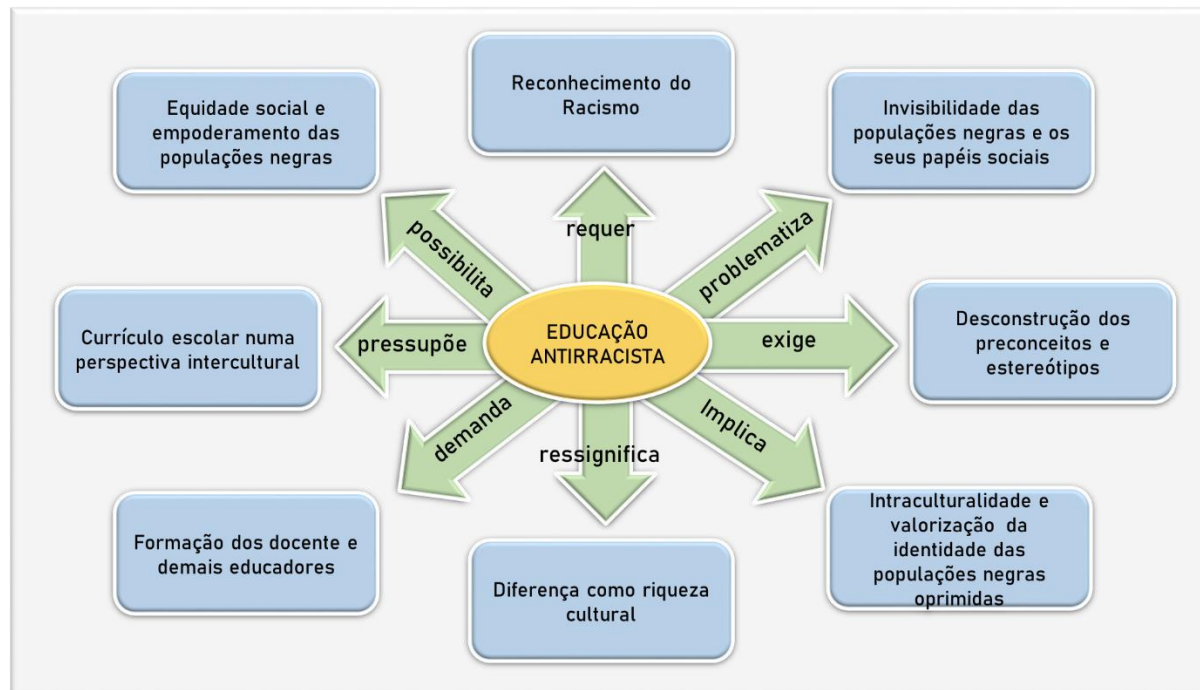 Reconhecimento do
Racismo
Equidade social e
empoderamento das
populações negras
Invisibilidade das
populações negras e os
seus papéis sociais
possibilita
requer
problematiza
Currículo escolar numa
perspectiva intercultural
pressupõe
EDUCAÇÃO
ANTIRRACISTA
exige
Desconstrução dos
preconceitos e
estereótipos
demanda
ressignifica
Implica
Formação dos docente e
demais educadores
Diferença como riqueza
cultural
Intraculturalidade e
valorização da
identidade das
populações negras
oprimidas